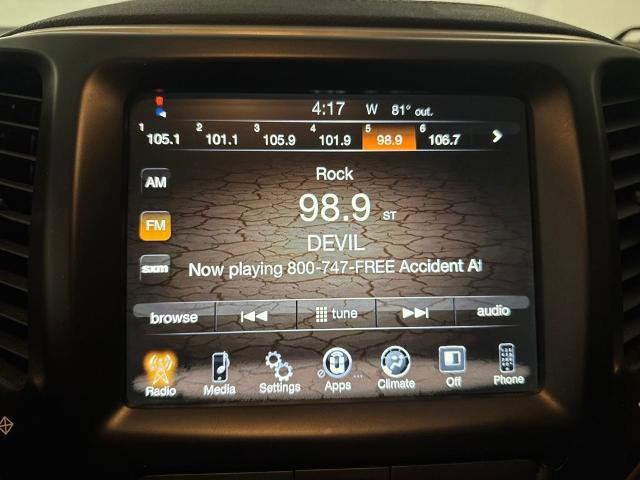 4:17 W 81° out.
1 105.1 2 101.1 3 105.9 4 101.9 5 98.9 6 106.7
Rock
AM
98.9 ST
FM
DEVIL
sxm Now playing 800-747-FREE Accident
browse tune audio
Radio Media Settings Apps ... Climate Off Phone